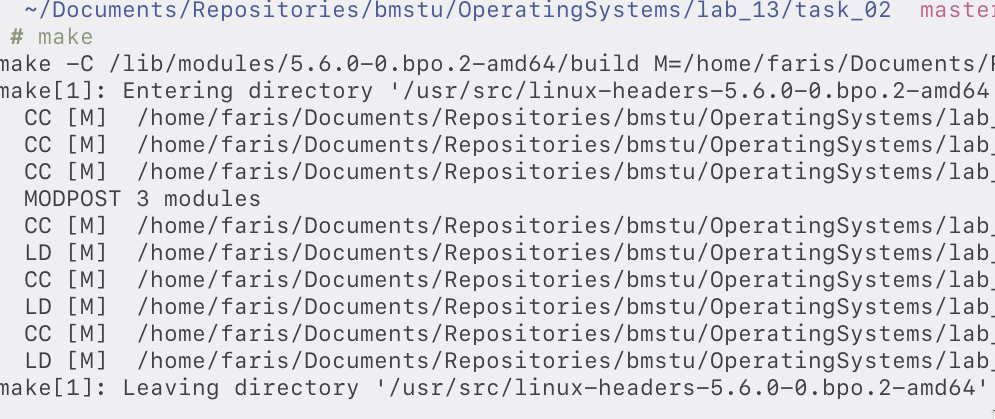 ~/Documents/Repositories/bmstu/OperatingSystems/lab_13/task_02 master
# make
make -C /lib/modules/5.6.0-0.bpo.2-amd64/build M=/home/faris/Documents/
make[1]: Entering directory '/usr/src/linux-headers-5.6.0-0.bpo.2-amd64
CC [M] /home/faris/Documents/Repositories/bmstu/OperatingSystems/lab_
CC [M] /home/faris/Documents/Repositories/bmstu/OperatingSystems/lab_
CC [M] /home/faris/Documents/Repositories/bmstu/OperatingSystems/lab_
MODPOST 3 modules
CC [M] /home/faris/Documents/Repositories/bmstu/OperatingSystems/lab_
LD [M] /home/faris/Documents/Repositories/bmstu/OperatingSystems/lab_
CC [M] /home/faris/Documents/Repositories/bmstu/OperatingSystems/lab_
LD [M] /home/faris/Documents/Repositories/bmstu/OperatingSystems/lab_
CC [M] /home/faris/Documents/Repositories/bmstu/OperatingSystems/lab_
LD [M] /home/faris/Documents/Repositories/bmstu/OperatingSystems/lab_
make[1]: Leaving directory '/usr/src/linux-headers-5.6.0-0.bpo.2-amd64'